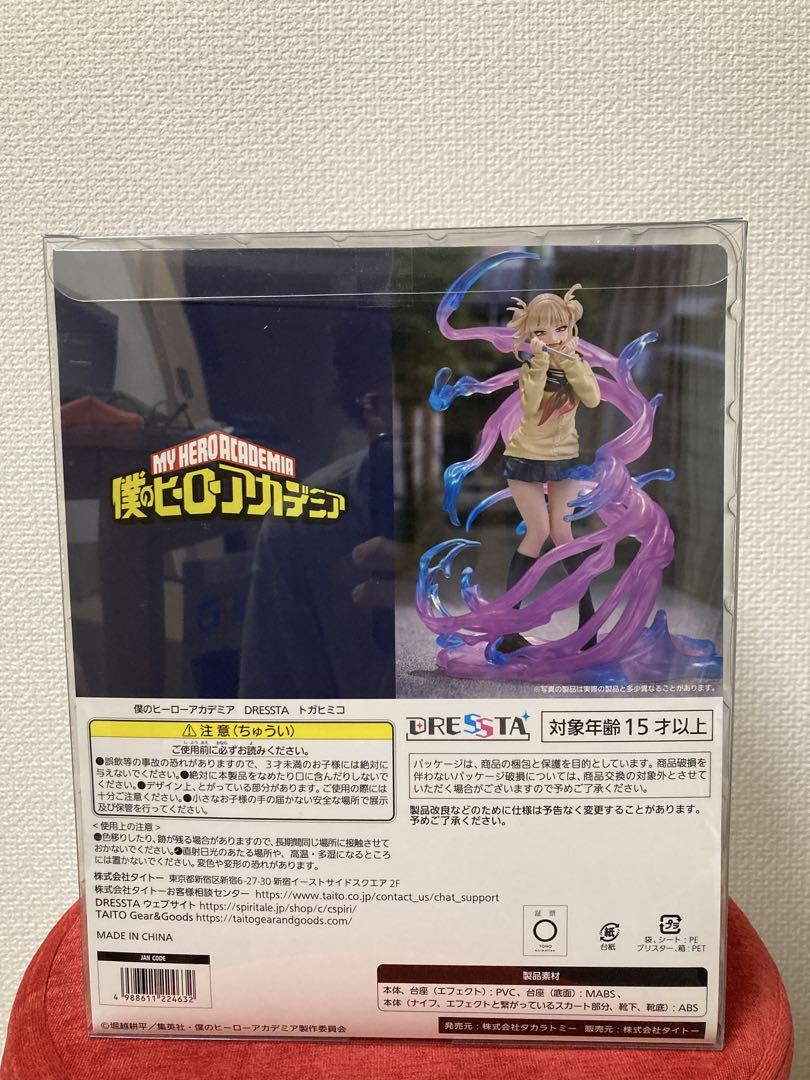 MY HERO ACADEMIA
僕のヒーローアカデミア
※写真の製品は実際の製品と多少異なることがあります。
僕のヒーローアカデミア DRESSTA トガヒミコ
⚠注意(ちゅうい)
しようまえ かなら よ
ご使用前に必ずお読みください。
●誤飲等の事故の恐れがありますので、3才未満のお子様には絶対に
与えないでください。●絶対に本製品をなめたり口に含んだりしないで
ください。●デザイン上、とがっている部分があります。ご使用の際には
十分ご注意ください。●小さなお子様の手の届かない安全な場所で展示
及び保管を行ってください。
<使用上の注意>
●色移りしたり、跡が残る場合がありますので、長期間同じ場所に接触させて
おかないでください。●直射日光のあたる場所や、高温・多湿になるところ
には置かないでください。変色や変形の恐れがあります。
株式会社タイトー 東京都新宿区新宿6-27-30 新宿イーストサイドスクエア 2F
株式会社タイトーお客様相談センター https://www.taito.co.jp/contact_us/chat_support
DRESSTA ウェブサイト https://spiritale.jp/shop/c/cspiri/
TAITO Gear&Goods https://taitogearandgoods.com/
MADE IN CHINA
JAN CODE
4 988611 224632
©堀越耕平/集英社・僕のヒーローアカデミア製作委員会
DRESSTA
対象年齢15才以上
パッケージは、商品の梱包と保護を目的としています。商品破損を
伴わないパッケージ破損については、商品交換の対象外とさせて
いただく場合がございますので予めご了承ください。
製品改良などのために仕様は予告なく変更することがあります。
予めご了承ください。
証 票
TOHO
animation
紙
台紙
プラ
袋、シート:PE
ブリスター、箱:PET
製品素材
本体、台座(エフェクト):PVC、台座(底面):MABS、
本体(ナイフ、エフェクトと繋がっているスカート部分、靴下、靴底):ABS
発売元:株式会社タカラトミー 販売元:株式会社タイトー